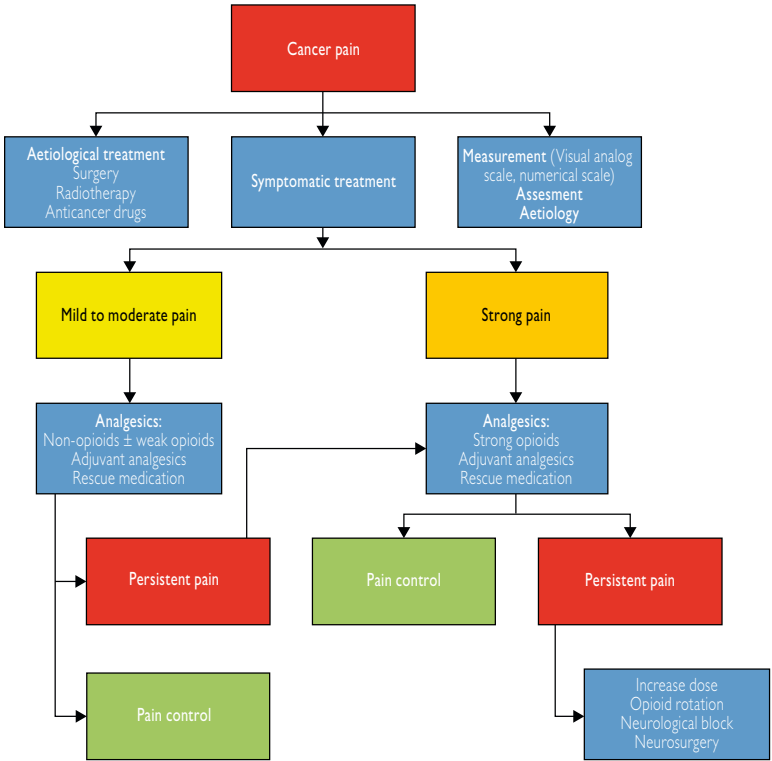 Cancer pain
Aetiological treatment
Surgery
Radiotherapy
Anticancer drugs
Symptomatic treatment
Measurement (Visual analog
scale, numerical scale)
Assesment
Aetiology
Mild to moderate pain
Strong pain
Analgesics:
Non-opioids ± weak opioids
Adjuvant analgesics
Rescue medication
Analgesics:
Strong opioids
Adjuvant analgesics
Rescue medication
Persistent pain
Pain control
Persistent pain
Pain control
Increase dose
Opioid rotation
Neurological block
Neurosurgery